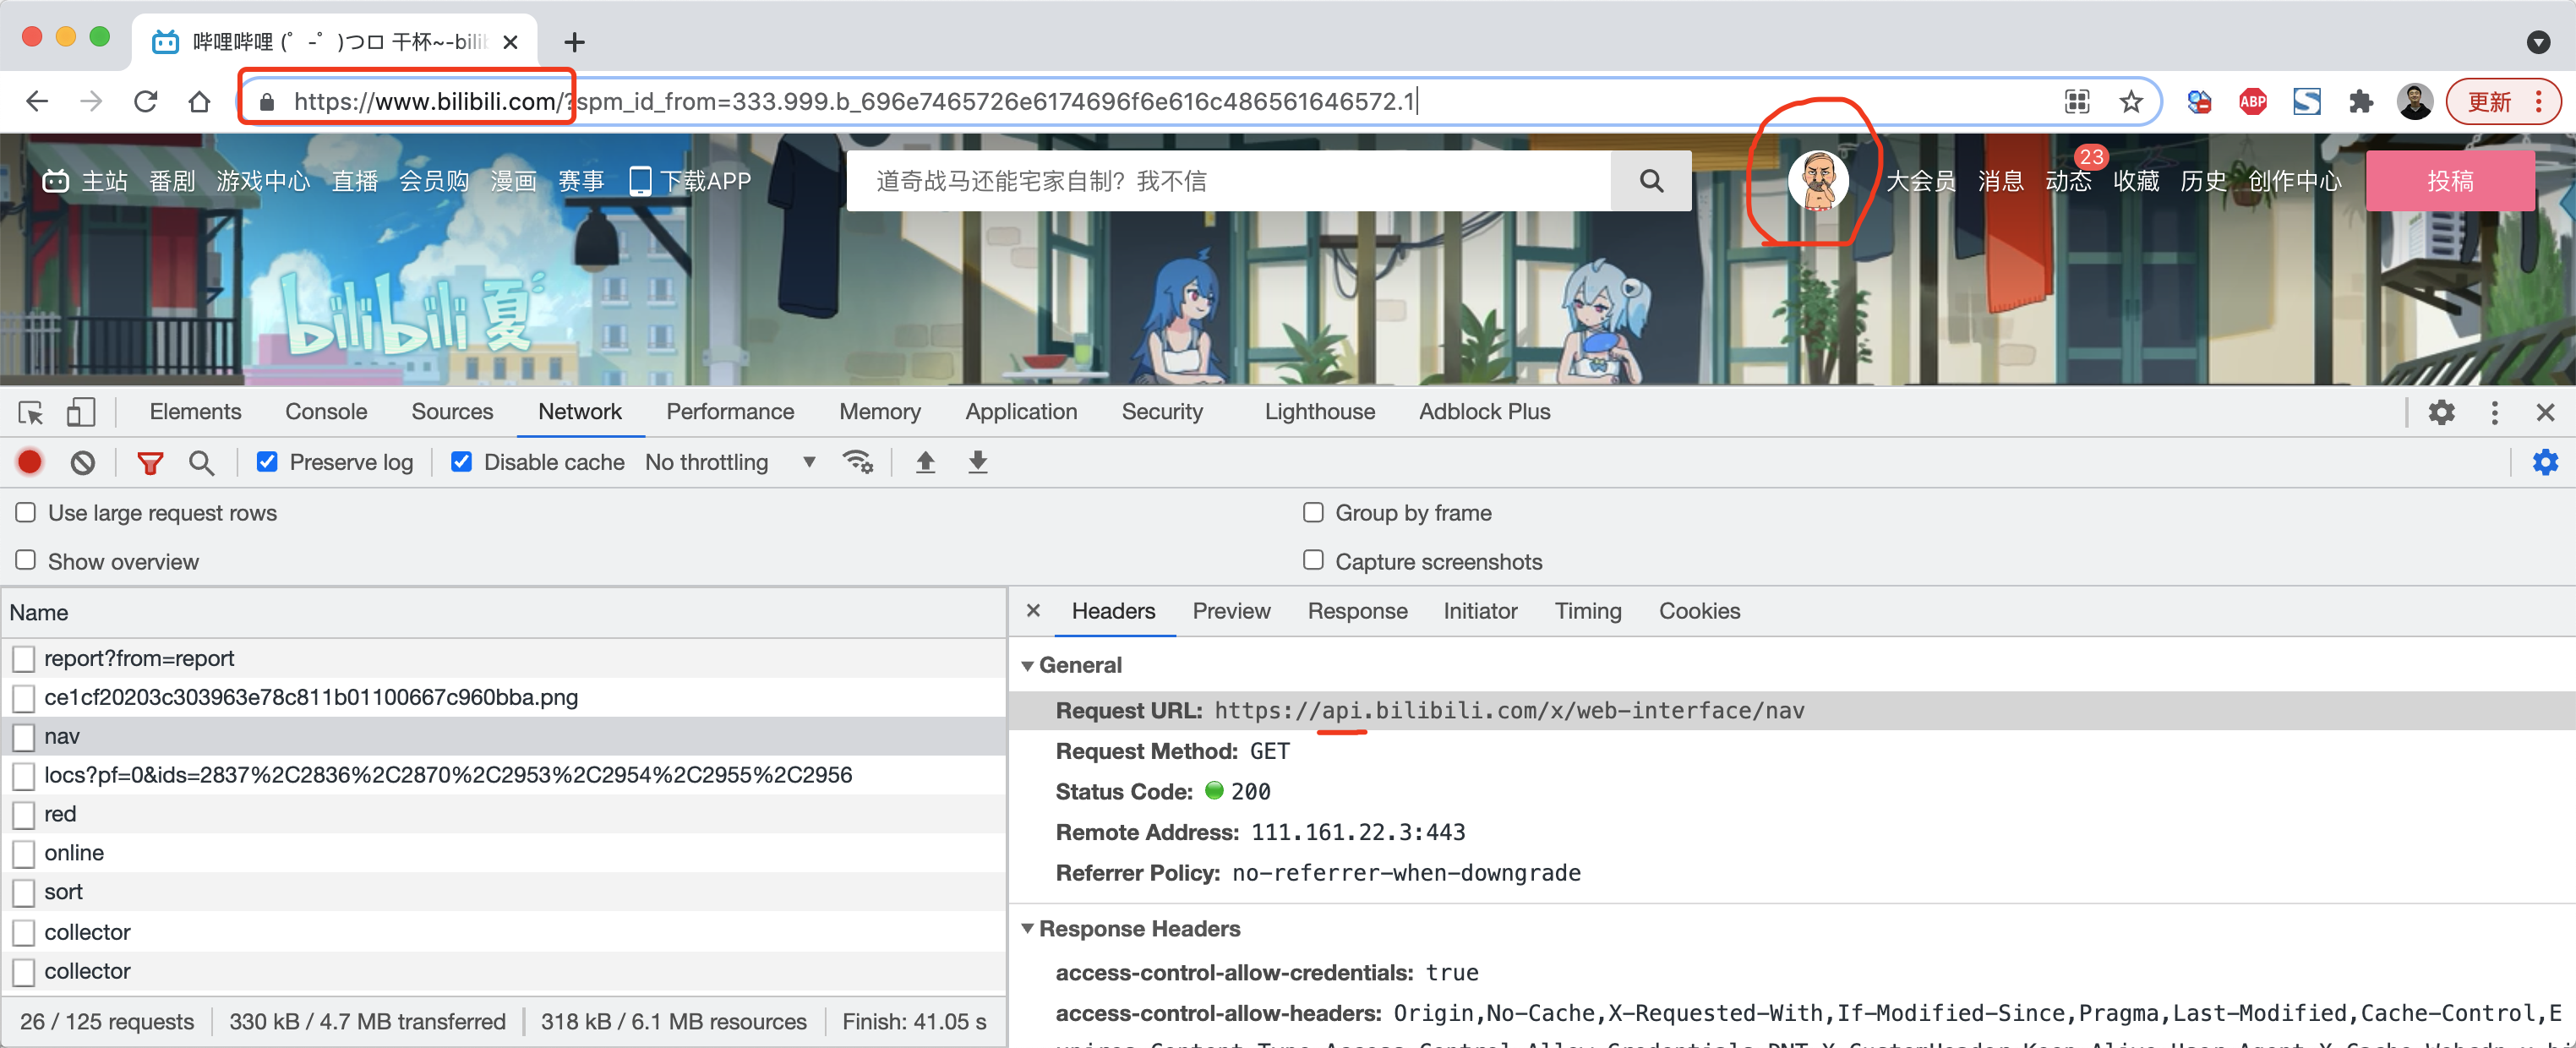 哔哩哔哩 (゜-゜)つロ 干杯~-bili
https://www.bilibili.com/?spm_id_from=333.999.b_696e7465726e6174696f6e616c486561646572.1
ABP
更新
主站 番剧 游戏中心 直播 会员购 漫画 赛事 下载APP
道奇战马还能宅家自制？我不信
大会员 消息 动态 收藏 历史 创作中心
23
投稿
bilibili 夏
Elements Console Sources Network Performance Memory Application Security Lighthouse Adblock Plus
Preserve log Disable cache No throttling
Use large request rows
Group by frame
Show overview
Capture screenshots
Name
report?from=report
ce1cf20203c303963e78c811b01100667c960bba.png
nav
locs?pf=0&ids=2837%2C2836%2C2870%2C2953%2C2954%2C2955%2C2956
red
online
sort
collector
collector
26 / 125 requests 330 kB / 4.7 MB transferred 318 kB / 6.1 MB resources Finish: 41.05 s
Headers Preview Response Initiator Timing Cookies
General
Request URL: https://api.bilibili.com/x/web-interface/nav
Request Method: GET
Status Code: 200
Remote Address: 111.161.22.3:443
Referrer Policy: no-referrer-when-downgrade
Response Headers
access-control-allow-credentials: true
access-control-allow-headers: Origin,No-Cache,X-Requested-With,If-Modified-Since,Pragma,Last-Modified,Cache-Control,E